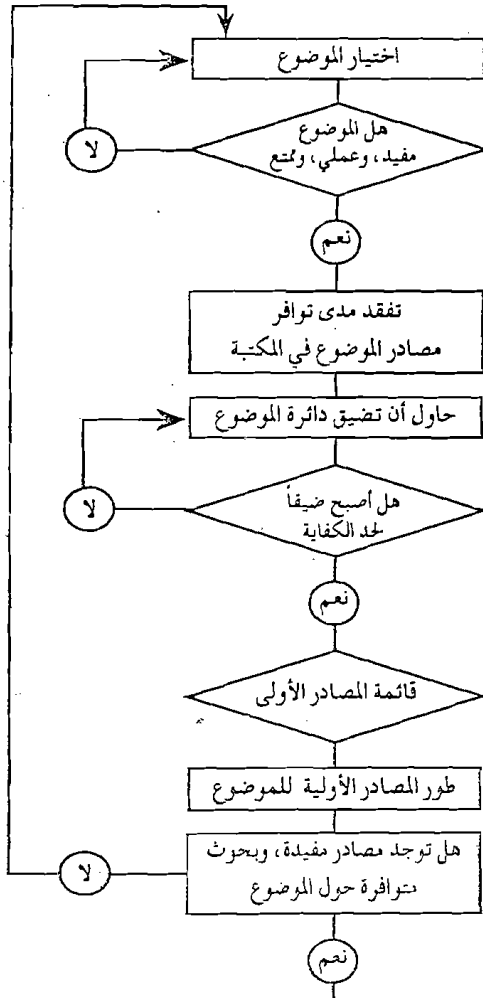 اختيار الموضوع
هل الموضوع
مفيد، وعملي، وممتع
لا
نعم
تفقد مدى توافر
مصادر الموضوع في المكتبة
حاول أن تضيق دائرة الموضوع
هل أصبح ضيقاً
لحد الكفاية
لا
نعم
قائمة المصادر الأولى
طور المصادر الأولية للموضوع
هل توجد مصادر مفيدة، وبحوث
متوافرة حول الموضوع
لا
نعم